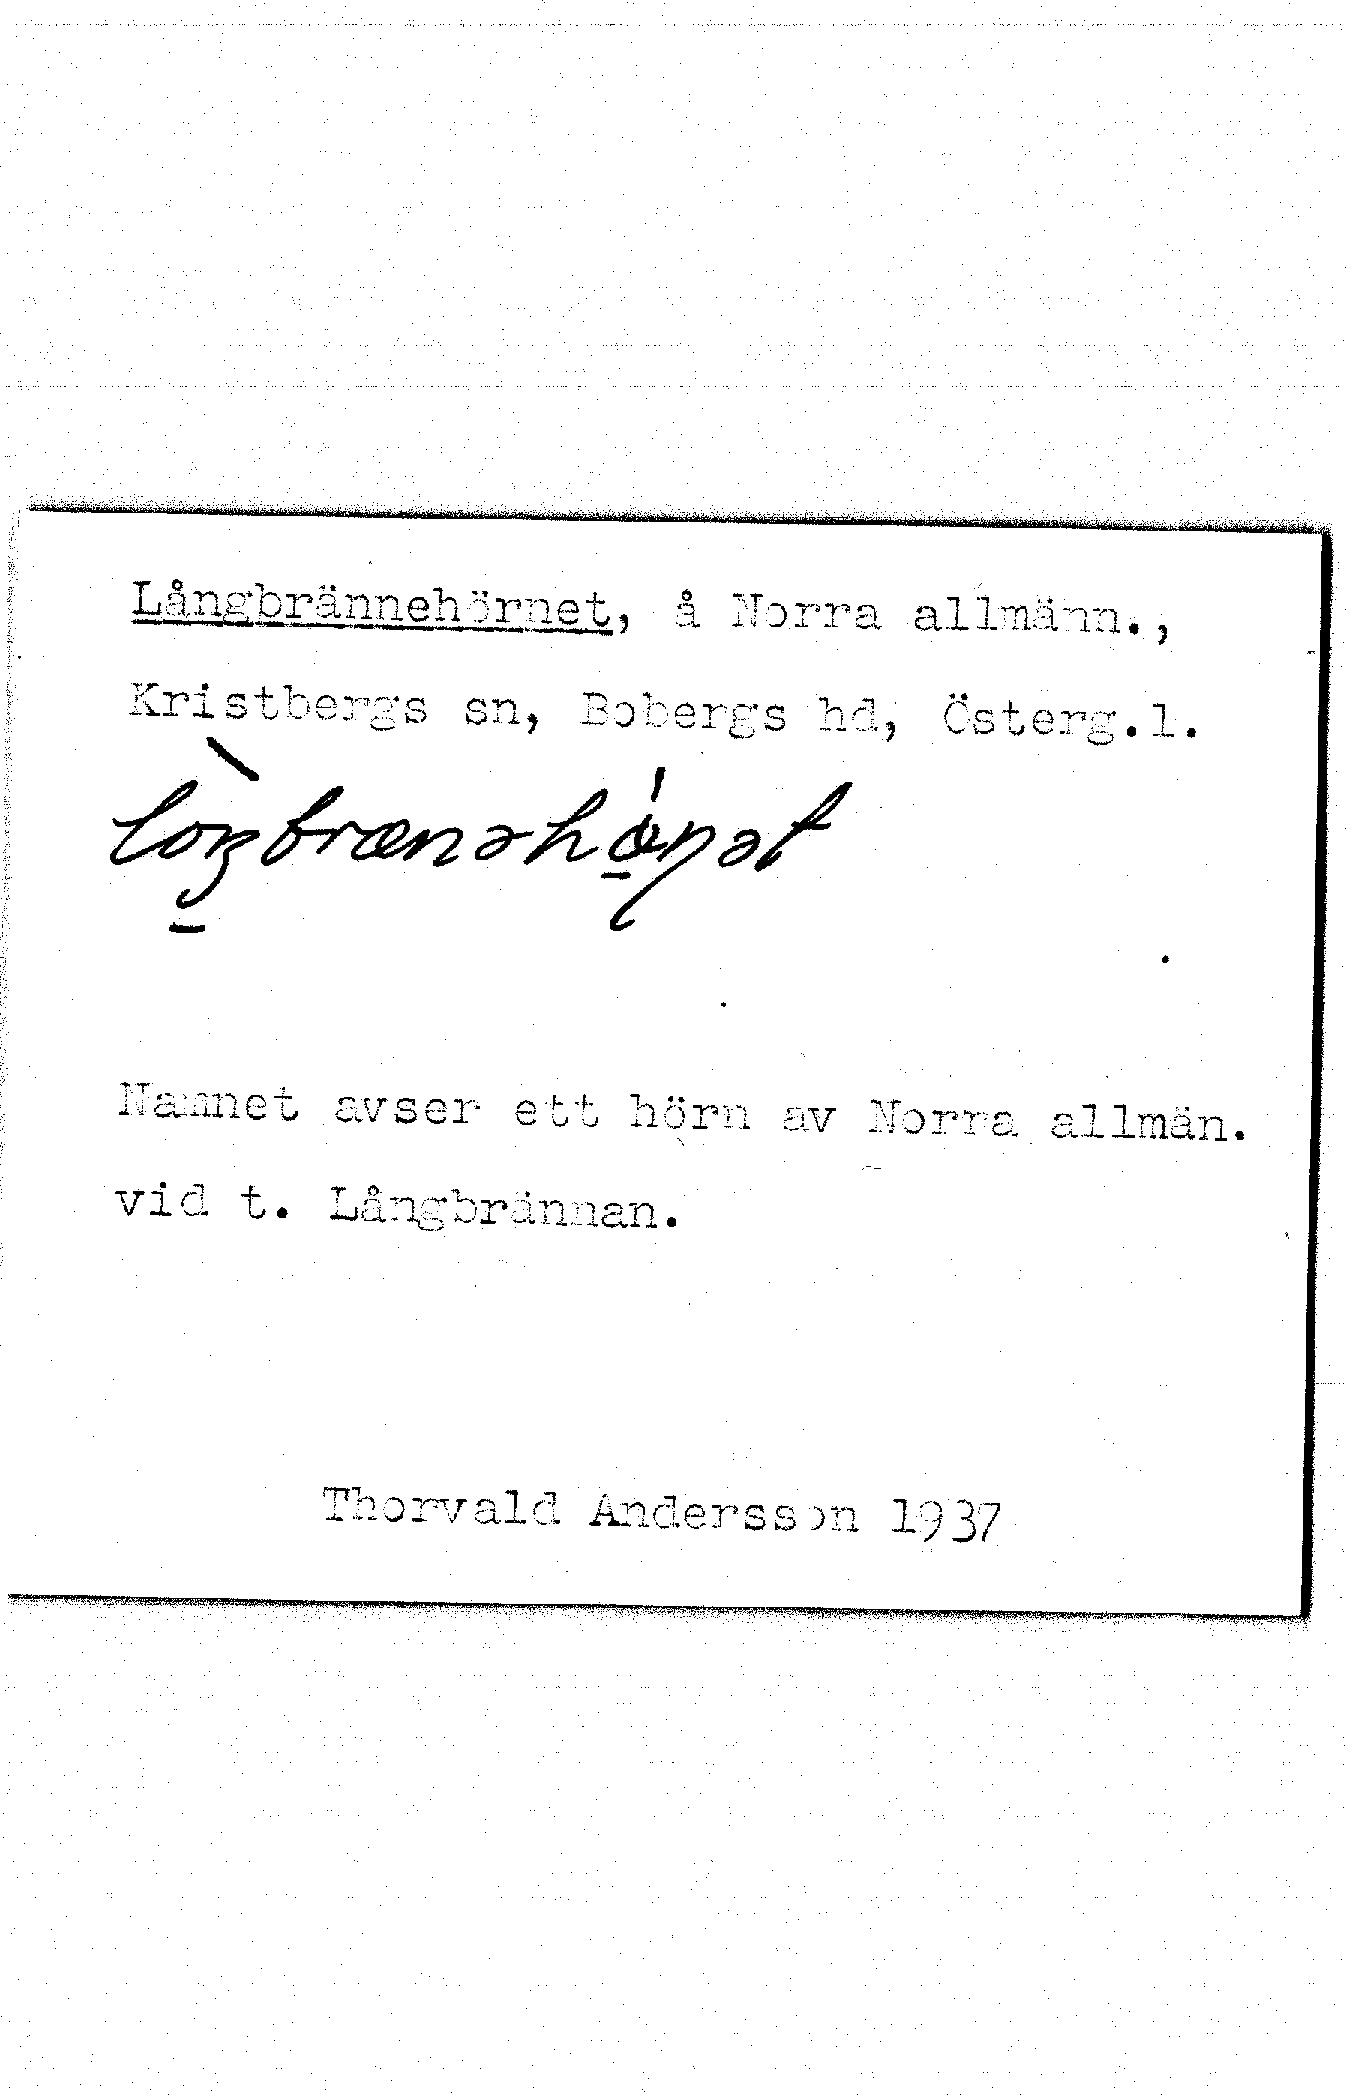 Långbrännehörnet, å Norra allmänn.,
Kristbergs sn, Bobergs hd, Österg.l.
Namnet avser ett hörn av Norra allmän.
vid t. Långbrännan.
Thorvald Andersson 1937